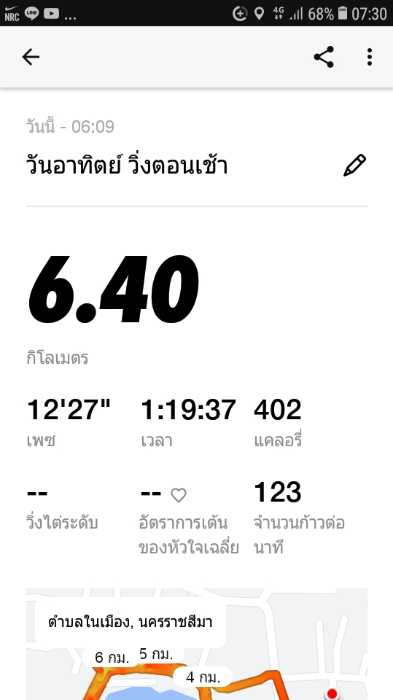 NRC LINE ... 4G 68% 07:30
วันนี้ - 06:09
วันอาทิตย์ วิ่งตอนเช้า
6.40
กิโลเมตร
12'27" 1:19:37 402
เพซ เวลา แคลอรี่
-- -- 123
วิ่งไต่ระดับ อัตราการเต้น จำนวนก้าวต่อ
ของหัวใจเฉลี่ย นาที
ตำบลในเมือง, นครราชสีมา
6 กม. 5 กม.
4 กม.